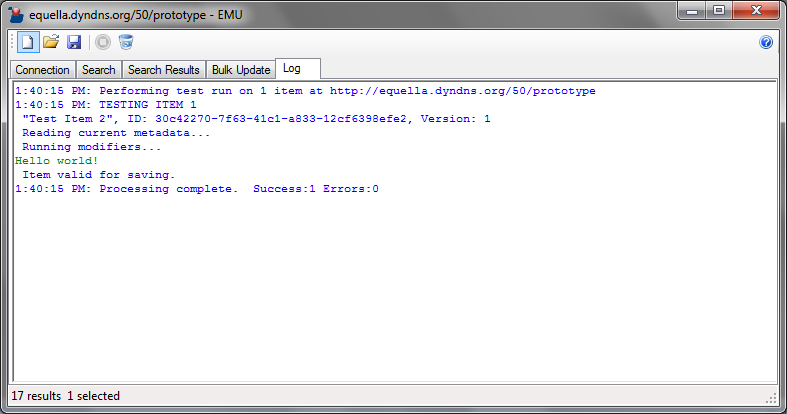 equella.dyndns.org/50/prototype - EMU
Connection Search Search Results Bulk Update Log
1:40:15 PM: Performing test run on 1 item at http://equella.dyndns.org/50/prototype
1:40:15 PM: TESTING ITEM 1
"Test Item 2", ID: 30c42270-7f63-41c1-a833-12cf6398efe2, Version: 1
Reading current metadata...
Running modifiers...
Hello world!
Item valid for saving.
1:40:15 PM: Processing complete.  Success:1 Errors:0
17 results 1 selected